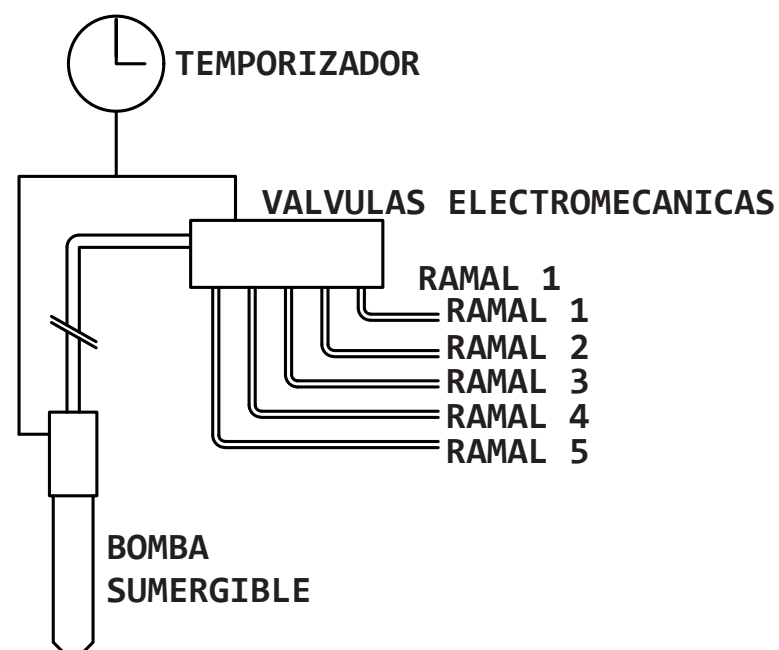 TEMPORIZADOR
VALVULAS ELECTROMECANICAS
RAMAL 1
RAMAL 1
RAMAL 2
RAMAL 3
RAMAL 4
RAMAL 5
BOMBA
SUMERGIBLE